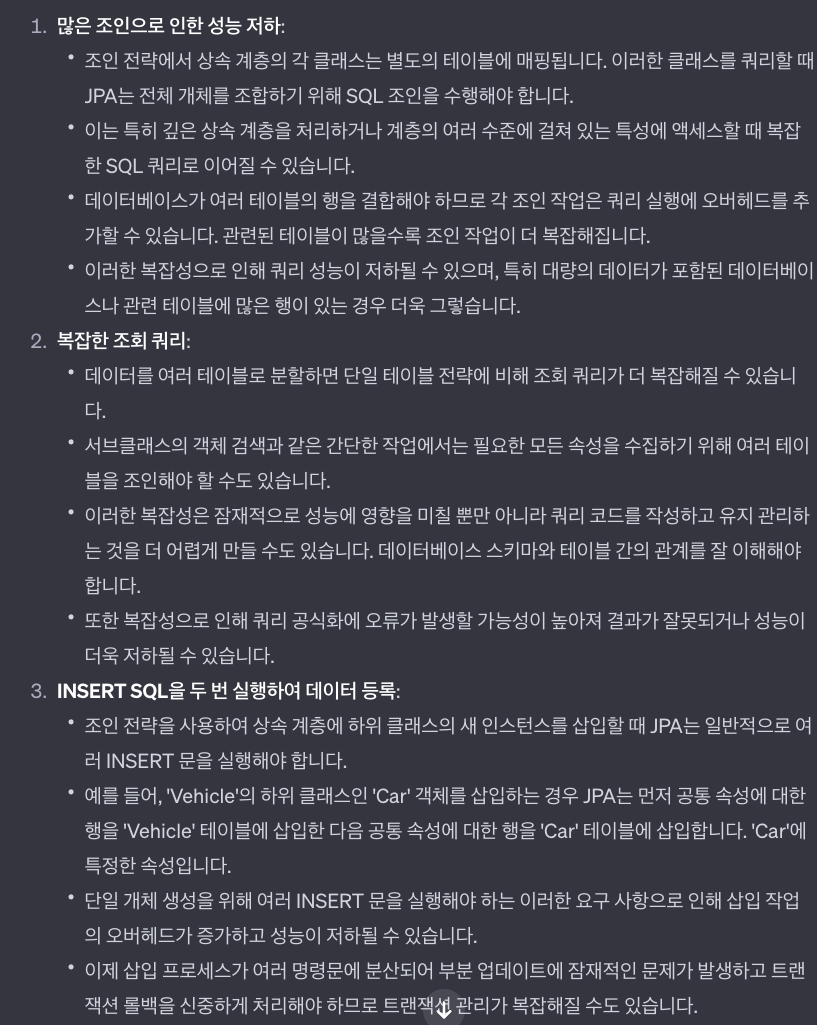 1. 많은 조인으로 인한 성능 저하:
• 조인 전략에서 상속 계층의 각 클래스는 별도의 테이블에 매핑됩니다. 이러한 클래스를 쿼리할 때
JPA는 전체 개체를 조합하기 위해 SQL 조인을 수행해야 합니다.
• 이는 특히 깊은 상속 계층을 처리하거나 계층의 여러 수준에 걸쳐 있는 특성에 액세스할 때 복잡
한 SQL 쿼리로 이어질 수 있습니다.
• 데이터베이스가 여러 테이블의 행을 결합해야 하므로 각 조인 작업은 쿼리 실행에 오버헤드를 추
가할 수 있습니다. 관련된 테이블이 많을수록 조인 작업이 더 복잡해집니다.
• 이러한 복잡성으로 인해 쿼리 성능이 저하될 수 있으며, 특히 대량의 데이터가 포함된 데이터베이
스나 관련 테이블에 많은 행이 있는 경우 더욱 그렇습니다.
2. 복잡한 조회 쿼리:
• 데이터를 여러 테이블로 분할하면 단일 테이블 전략에 비해 조회 쿼리가 더 복잡해질 수 있습니
다.
• 서브클래스의 객체 검색과 같은 간단한 작업에서는 필요한 모든 속성을 수집하기 위해 여러 테이
블을 조인해야 할 수도 있습니다.
• 이러한 복잡성은 잠재적으로 성능에 영향을 미칠 뿐만 아니라 쿼리 코드를 작성하고 유지 관리하
는 것을 더 어렵게 만들 수도 있습니다. 데이터베이스 스키마와 테이블 간의 관계를 잘 이해해야
합니다.
• 또한 복잡성으로 인해 쿼리 공식화에 오류가 발생할 가능성이 높아져 결과가 잘못되거나 성능이
더욱 저하될 수 있습니다.
3. INSERT SQL을 두 번 실행하여 데이터 등록:
• 조인 전략을 사용하여 상속 계층에 하위 클래스의 새 인스턴스를 삽입할 때 JPA는 일반적으로 여
러 INSERT 문을 실행해야 합니다.
• 예를 들어, 'Vehicle'의 하위 클래스인 'Car' 객체를 삽입하는 경우 JPA는 먼저 공통 속성에 대한
행을 'Vehicle' 테이블에 삽입한 다음 공통 속성에 대한 행을 'Car' 테이블에 삽입합니다. 'Car'에
특정한 속성입니다.
• 단일 개체 생성을 위해 여러 INSERT 문을 실행해야 하는 이러한 요구 사항으로 인해 삽입 작업
의 오버헤드가 증가하고 성능이 저하될 수 있습니다.
• 이제 삽입 프로세스가 여러 명령문에 분산되어 부분 업데이트에 잠재적인 문제가 발생하고 트랜
잭션 롤백을 신중하게 처리해야 하므로 트랜잭션 관리가 복잡해질 수도 있습니다.